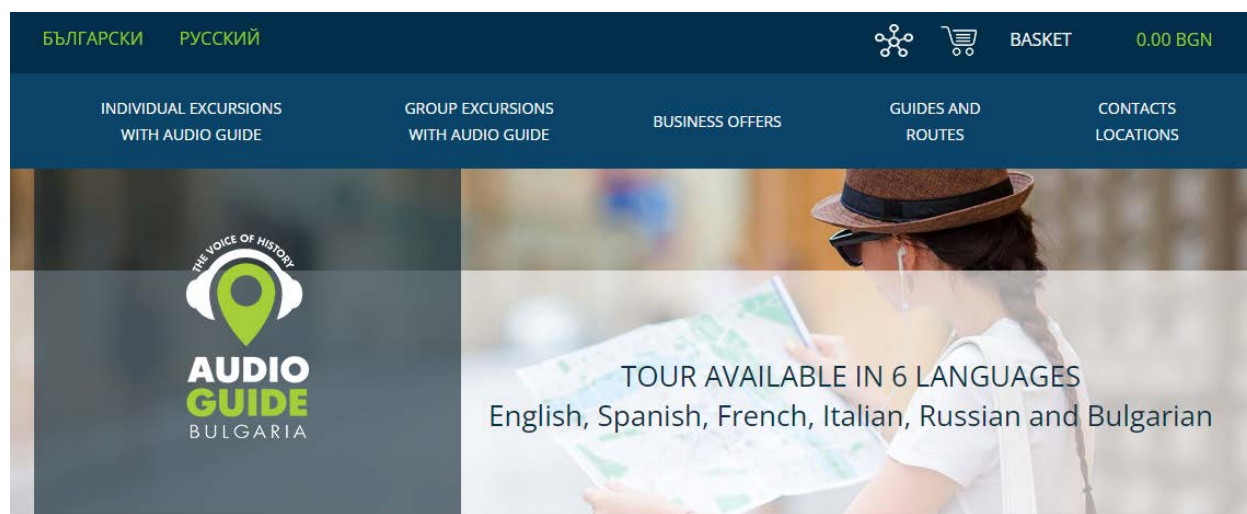 БЪЛГАРСКИ РУССКИЙ BASKET 0.00 BGN
INDIVIDUAL EXCURSIONS
WITH AUDIO GUIDE
GROUP EXCURSIONS
WITH AUDIO GUIDE
BUSINESS OFFERS
GUIDES AND
ROUTES
CONTACTS
LOCATIONS
THE VOICE OF HISTORY
AUDIO
GUIDE
BULGARIA
TOUR AVAILABLE IN 6 LANGUAGES
English, Spanish, French, Italian, Russian and Bulgarian